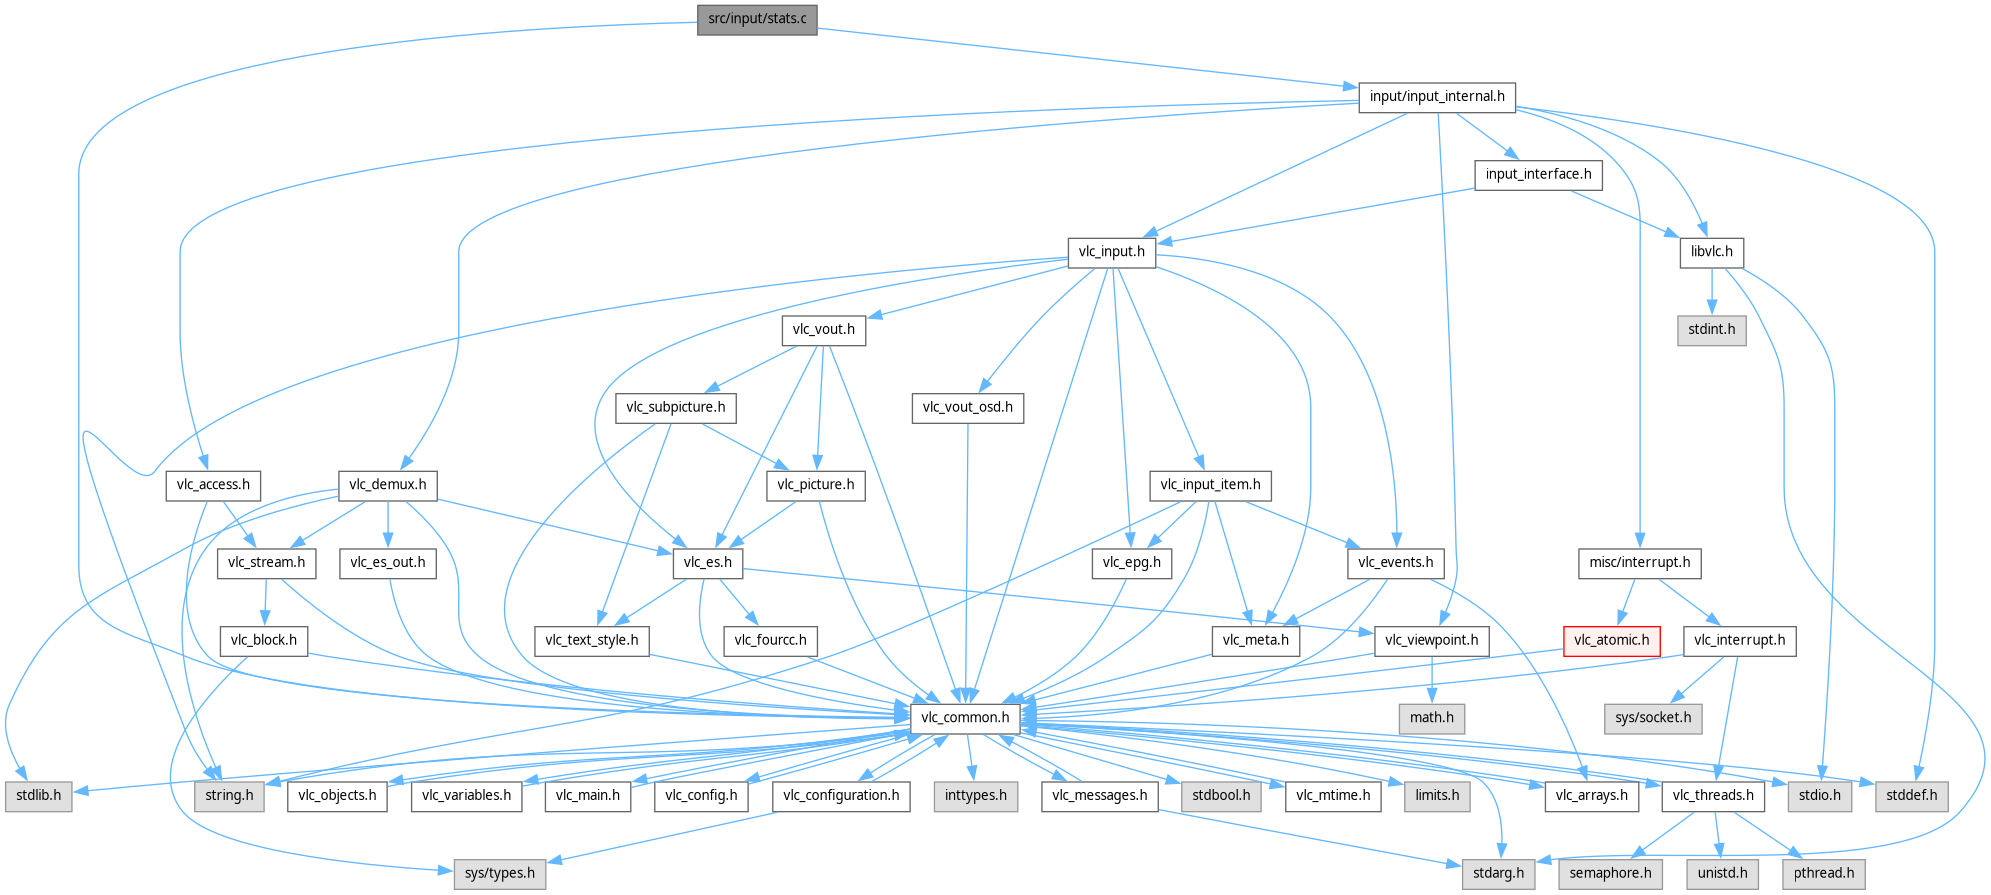 src/input/stats.c
input/input_internal.h
input_interface.h
vlc_input.h
libvlc.h
vlc_vout.h
stdint.h
vlc_subpicture.h
vlc_vout_osd.h
vlc_access.h
vlc_demux.h
vlc_picture.h
vlc_input_item.h
vlc_stream.h
vlc_es_out.h
vlc_es.h
vlc_epg.h
vlc_events.h
misc/interrupt.h
vlc_block.h
vlc_text_style.h
vlc_fourcc.h
vlc_meta.h
vlc_viewpoint.h
vlc_atomic.h
vlc_interrupt.h
vlc_common.h
math.h
sys/socket.h
stdlib.h
string.h
vlc_objects.h
vlc_variables.h
vlc_main.h
vlc_config.h
vlc_configuration.h
inttypes.h
vlc_messages.h
stdbool.h
vlc_mtime.h
limits.h
vlc_arrays.h
vlc_threads.h
stdio.h
stddef.h
sys/types.h
stdarg.h
semaphore.h
unistd.h
pthread.h